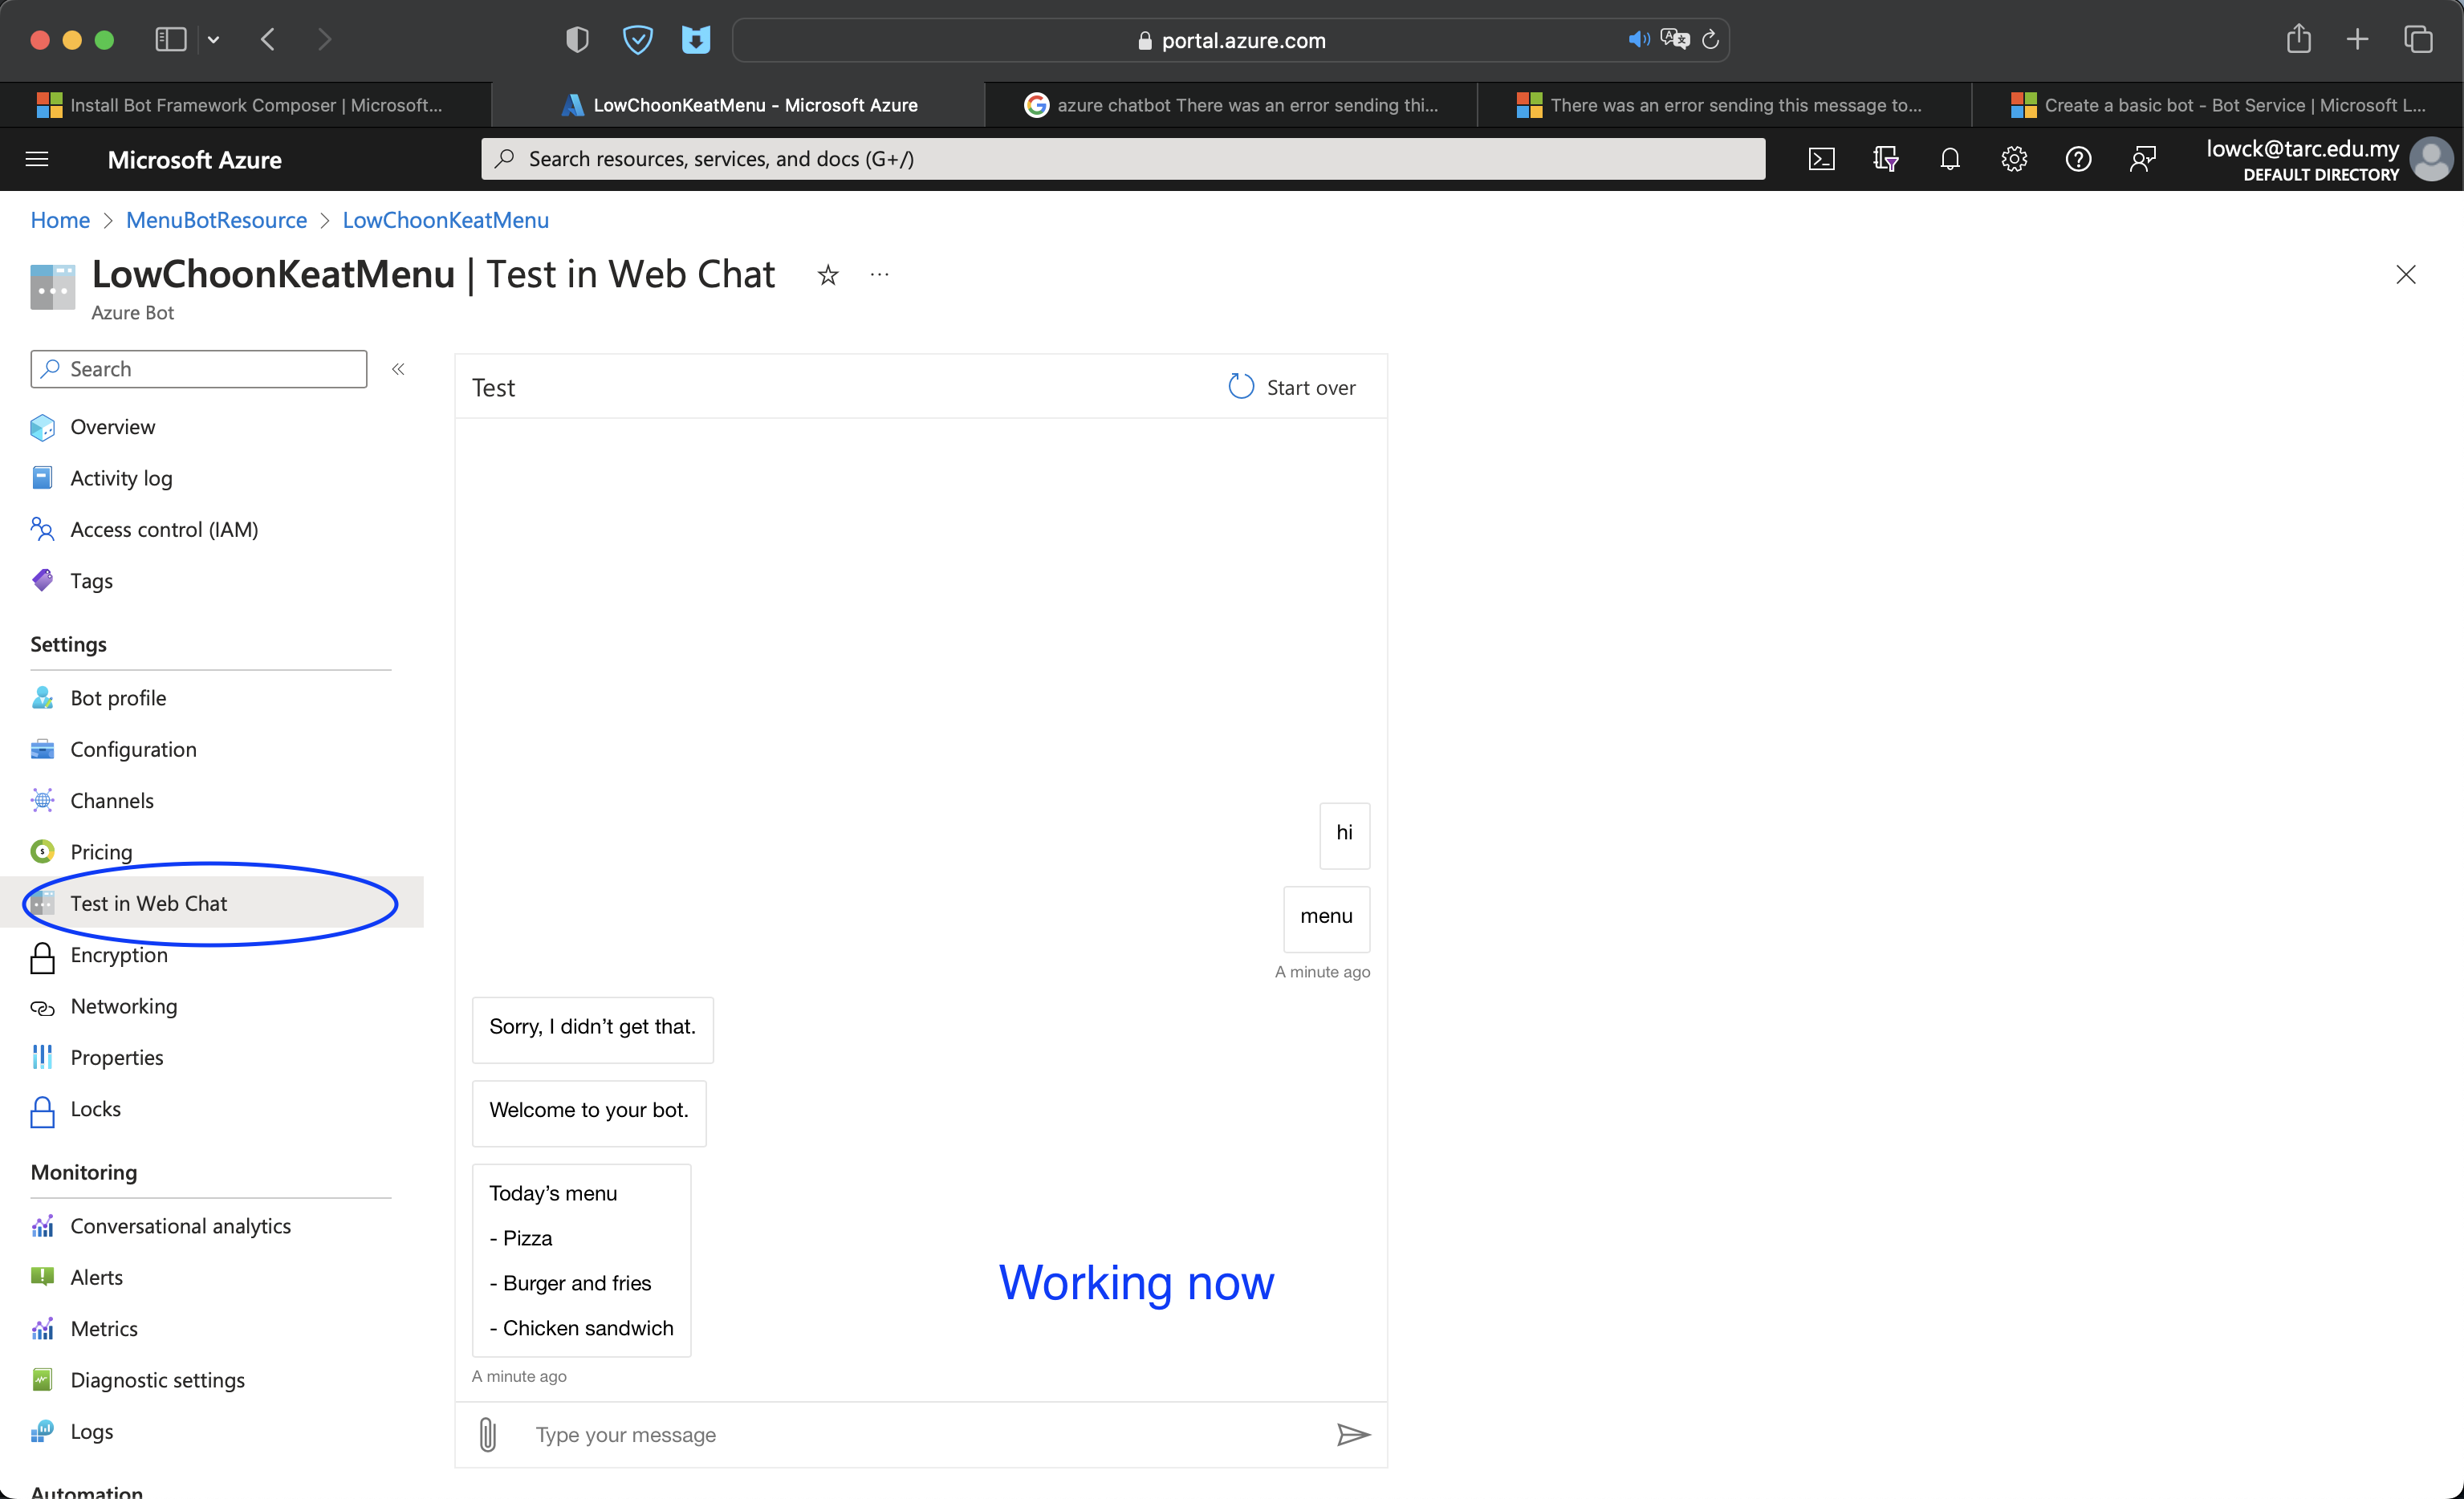 portal.azure.com
Install Bot Framework Composer | Microsoft...
LowChoonKeatMenu - Microsoft Azure
azure chatbot There was an error sending thi...
There was an error sending this message to...
Create a basic bot - Bot Service | Microsoft L...
Microsoft Azure
Search resources, services, and docs (G+/)
lowck@tarc.edu.my
DEFAULT DIRECTORY
Home > MenuBotResource > LowChoonKeatMenu
LowChoonKeatMenu | Test in Web Chat
Azure Bot
Search
Overview
Activity log
Access control (IAM)
Tags
Settings
Bot profile
Configuration
Channels
Pricing
Test in Web Chat
Encryption
Networking
Properties
Locks
Monitoring
Conversational analytics
Alerts
Metrics
Diagnostic settings
Logs
Automation
Test
Start over
hi
menu
A minute ago
Sorry, I didn’t get that.
Welcome to your bot.
Today’s menu
- Pizza
- Burger and fries
- Chicken sandwich
A minute ago
Working now
Type your message